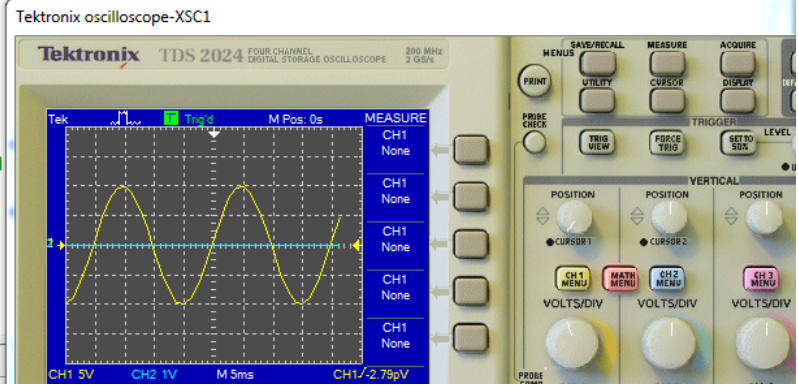 Tektronix oscilloscope-XSC1
Tektronix TDS 2024 FOUR CHANNEL DIGITAL STORAGE OSCILLOSCOPE 200 MHz 2 GS/s
Tek T Trig'd M Pos: 0s MEASURE
CH1
None
CH1
None
CH1
None
CH1
None
CH1
None
2
CH1 5V CH2 1V M 5ms CH1 -2.79pV
PRINT
MENUS
SAVE/RECALL MEASURE ACQUIRE
UTILITY CURSOR DISPLAY
PROBE
CHECK
TRIGGER
TRIG
VIEW
FORCE
TRIG
SET TO
50%
LEVEL
VERTICAL
POSITION POSITION POSITION
CURSOR 1 CURSOR 2
CH 1
MENU
MATH
MENU
CH 2
MENU
CH 3
MENU
VOLTS/DIV VOLTS/DIV VOLTS/DIV
PROBE